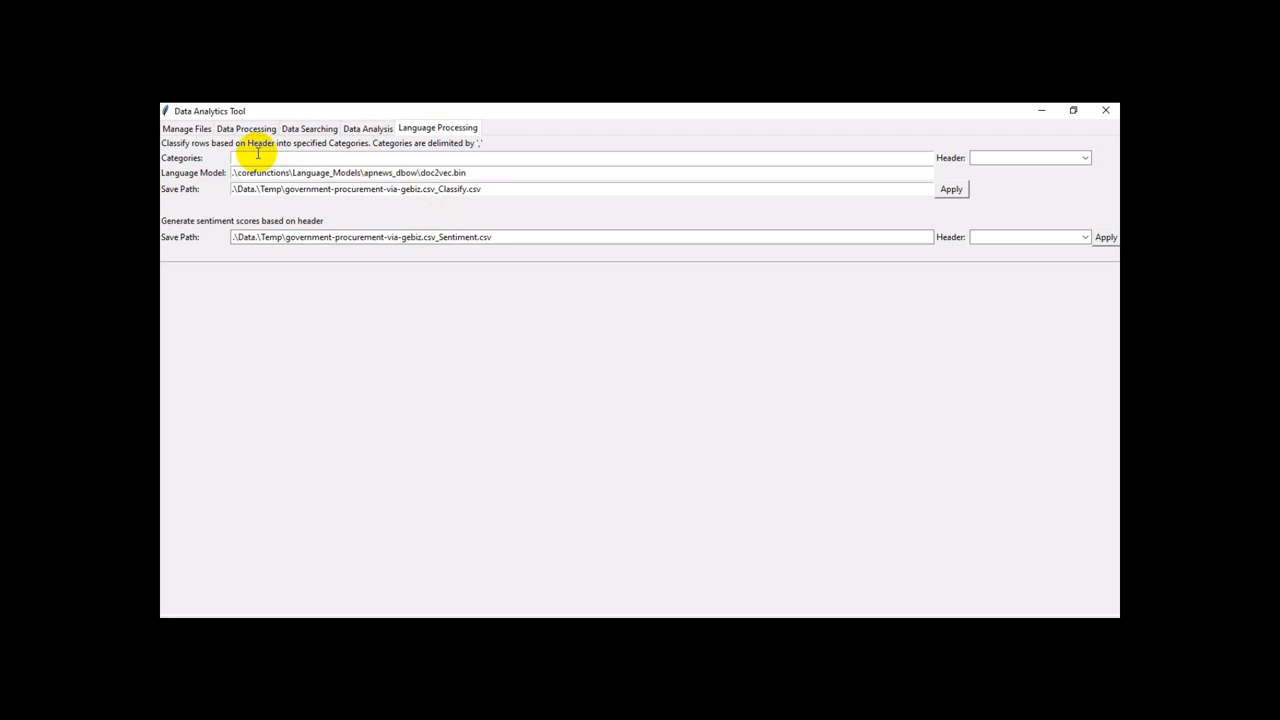 Data Analytics Tool
Manage Files Data Processing Data Searching Data Analysis Language Processing
Classify rows based on Header into specified Categories. Categories are delimited by ','
Categories: Header:
Language Model: .\corefunctions\Language_Models\apnews_dbow\doc2vec.bin
Save Path: .\Data.\Temp\government-procurement-via-gebiz.csv_Classify.csv Apply
Generate sentiment scores based on header
Save Path: .\Data.\Temp\government-procurement-via-gebiz.csv_Sentiment.csv Header: Apply